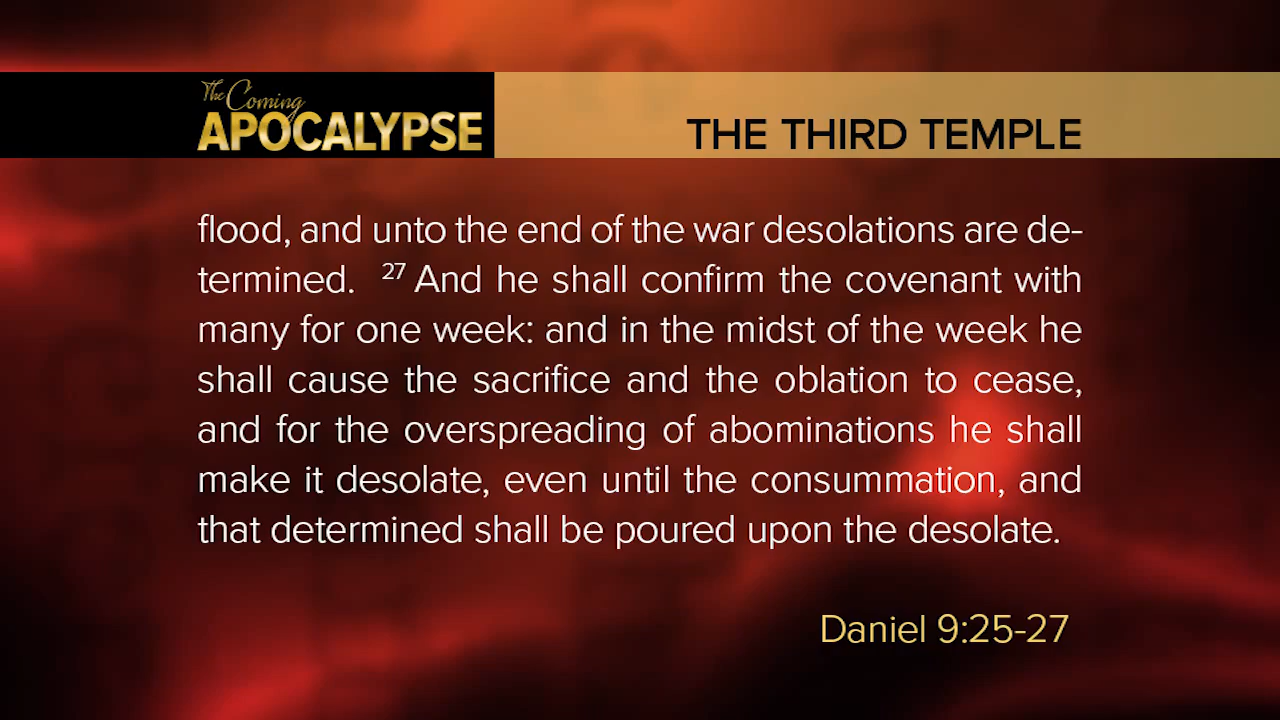 The Coming
APOCALYPSE
THE THIRD TEMPLE
flood, and unto the end of the war desolations are de-
termined. 27 And he shall confirm the covenant with
many for one week: and in the midst of the week he
shall cause the sacrifice and the oblation to cease,
and for the overspreading of abominations he shall
make it desolate, even until the consummation, and
that determined shall be poured upon the desolate.
Daniel 9:25-27